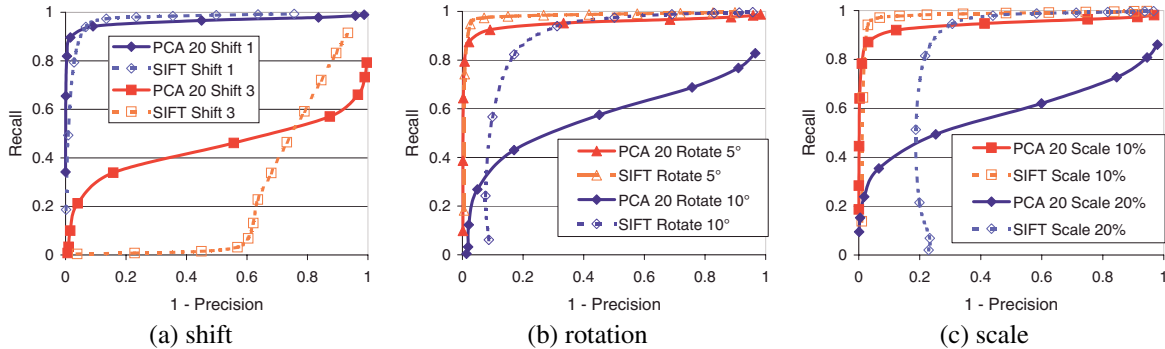 1
0.8
0.6
0.4
0.2
0
Recall
0 0.2 0.4 0.6 0.8 1
1 - Precision
PCA 20 Shift 1
SIFT Shift 1
PCA 20 Shift 3
SIFT Shift 3
(a) shift
1
0.8
0.6
0.4
0.2
0
Recall
0 0.2 0.4 0.6 0.8 1
1 - Precision
PCA 20 Rotate 5°
SIFT Rotate 5°
PCA 20 Rotate 10°
SIFT Rotate 10°
(b) rotation
1
0.8
0.6
0.4
0.2
0
Recall
0 0.2 0.4 0.6 0.8 1
1 - Precision
PCA 20 Scale 10%
SIFT Scale 10%
PCA 20 Scale 20%
SIFT Scale 20%
(c) scale